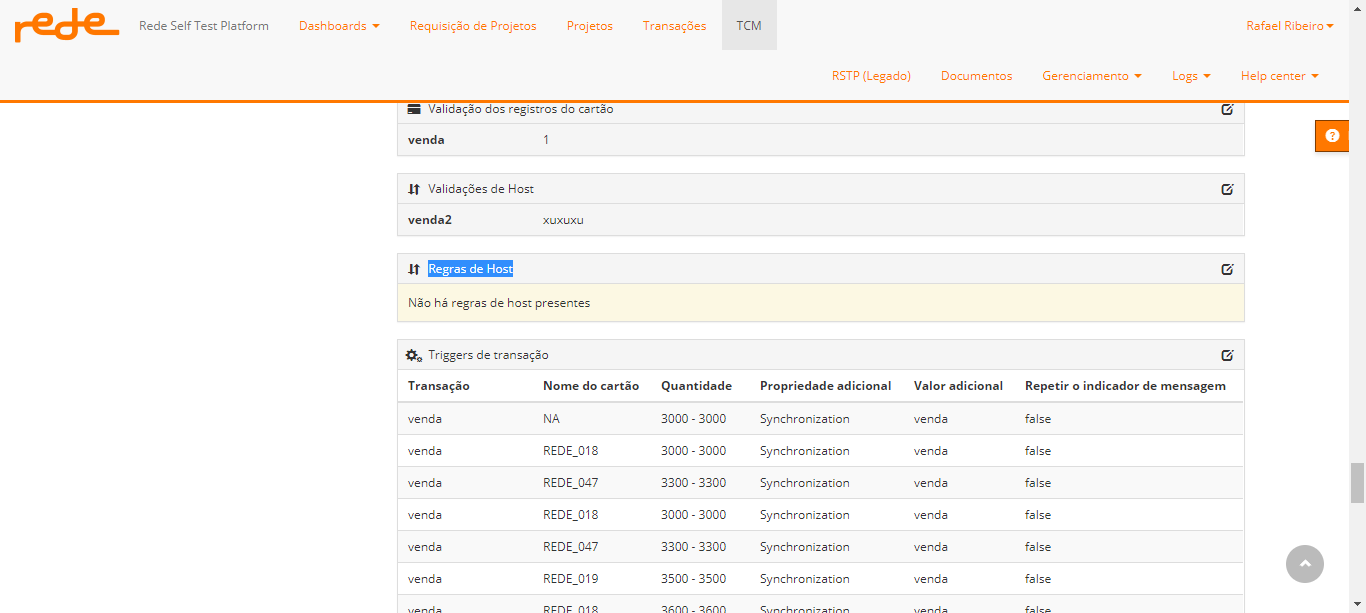 rede Rede Self Test Platform Dashboards Requisição de Projetos Projetos Transações TCM Rafael Ribeiro
RSTP (Legado) Documentos Gerenciamento Logs Help center
Validação dos registros do cartão
venda 1
Validações de Host
venda2 xuxuxu
Regras de Host
Não há regras de host presentes
Triggers de transação
Transação Nome do cartão Quantidade Propriedade adicional Valor adicional Repetir o indicador de mensagem
venda NA 3000 - 3000 Synchronization venda false
venda REDE_018 3000 - 3000 Synchronization venda false
venda REDE_047 3300 - 3300 Synchronization venda false
venda REDE_018 3000 - 3000 Synchronization venda false
venda REDE_047 3300 - 3300 Synchronization venda false
venda REDE_019 3500 - 3500 Synchronization venda false
venda REDE_018 3600 - 3600 Synchronization venda false